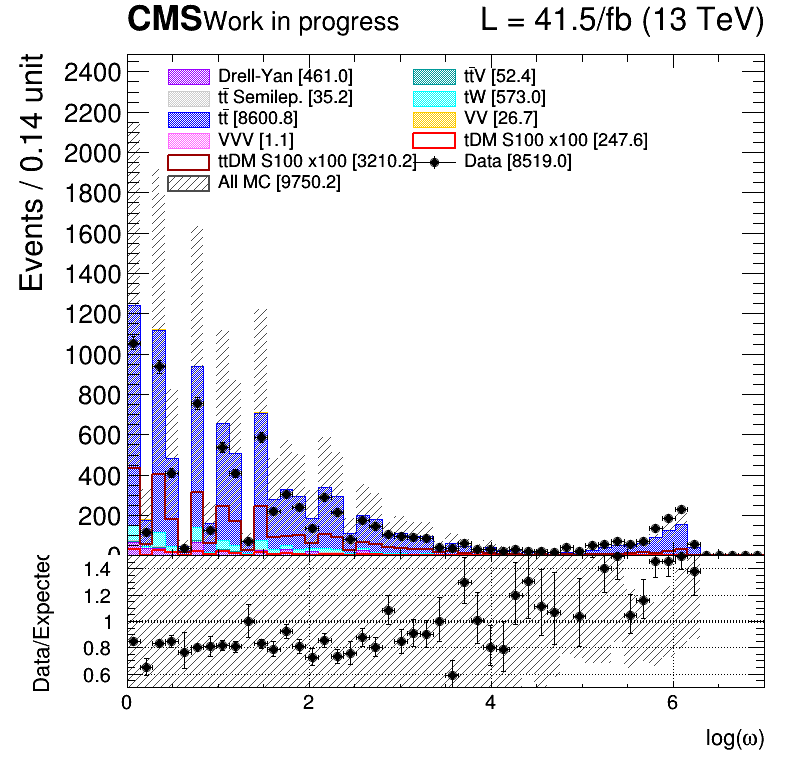 CMS Work in progress L = 41.5/fb (13 TeV)
Events / 0.14 unit
2400
2200
2000
1800
1600
1400
1200
1000
800
600
400
200
0
Drell-Yan [461.0] tt̄V [52.4]
tt̄ Semilep. [35.2] tW [573.0]
tt̄ [8600.8] VV [26.7]
VVV [1.1] tDM S100 x100 [247.6]
ttDM S100 x100 [3210.2] Data [8519.0]
All MC [9750.2]
Data/Expected
1.4
1.2
1
0.8
0.6
0 2 4 6
log(ω)